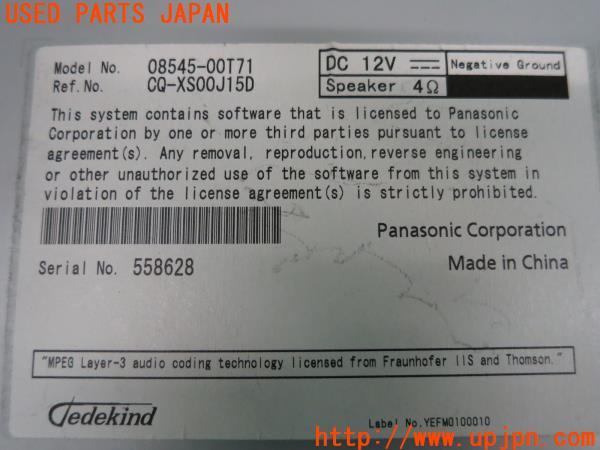 USED PARTS JAPAN
Model No. 08545-00T71
Ref.No. CQ-XS00J15D
DC 12V
Negative Ground
Speaker 4Ω
This system contains software that is licensed to Panasonic
Corporation by one or more third parties pursuant to license
agreement(s). Any removal, reproduction,reverse engineering
or other unauthorized use of the software from this system in
violation of the license agreement(s) is strictly prohibited.
Panasonic Corporation
Serial No. 558628
Made in China
"MPEG Layer-3 audio coding technology licensed from Fraunhofer IIS and Thomson."
Gedekind
Label No.YEFM0100010
http://www.upjpn.com/